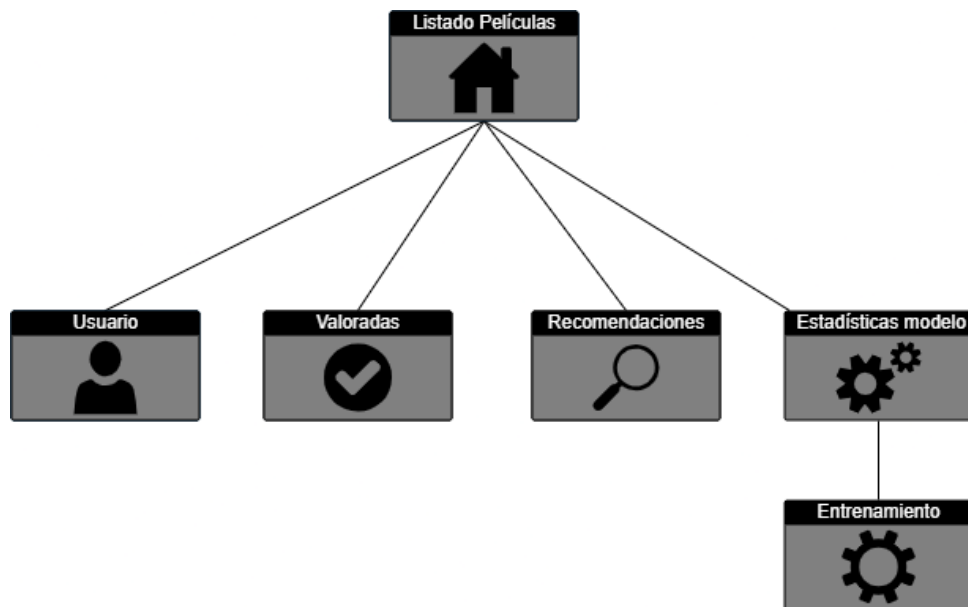 Listado Películas
Usuario
Valoradas
Recomendaciones
Estadísticas modelo
Entrenamiento